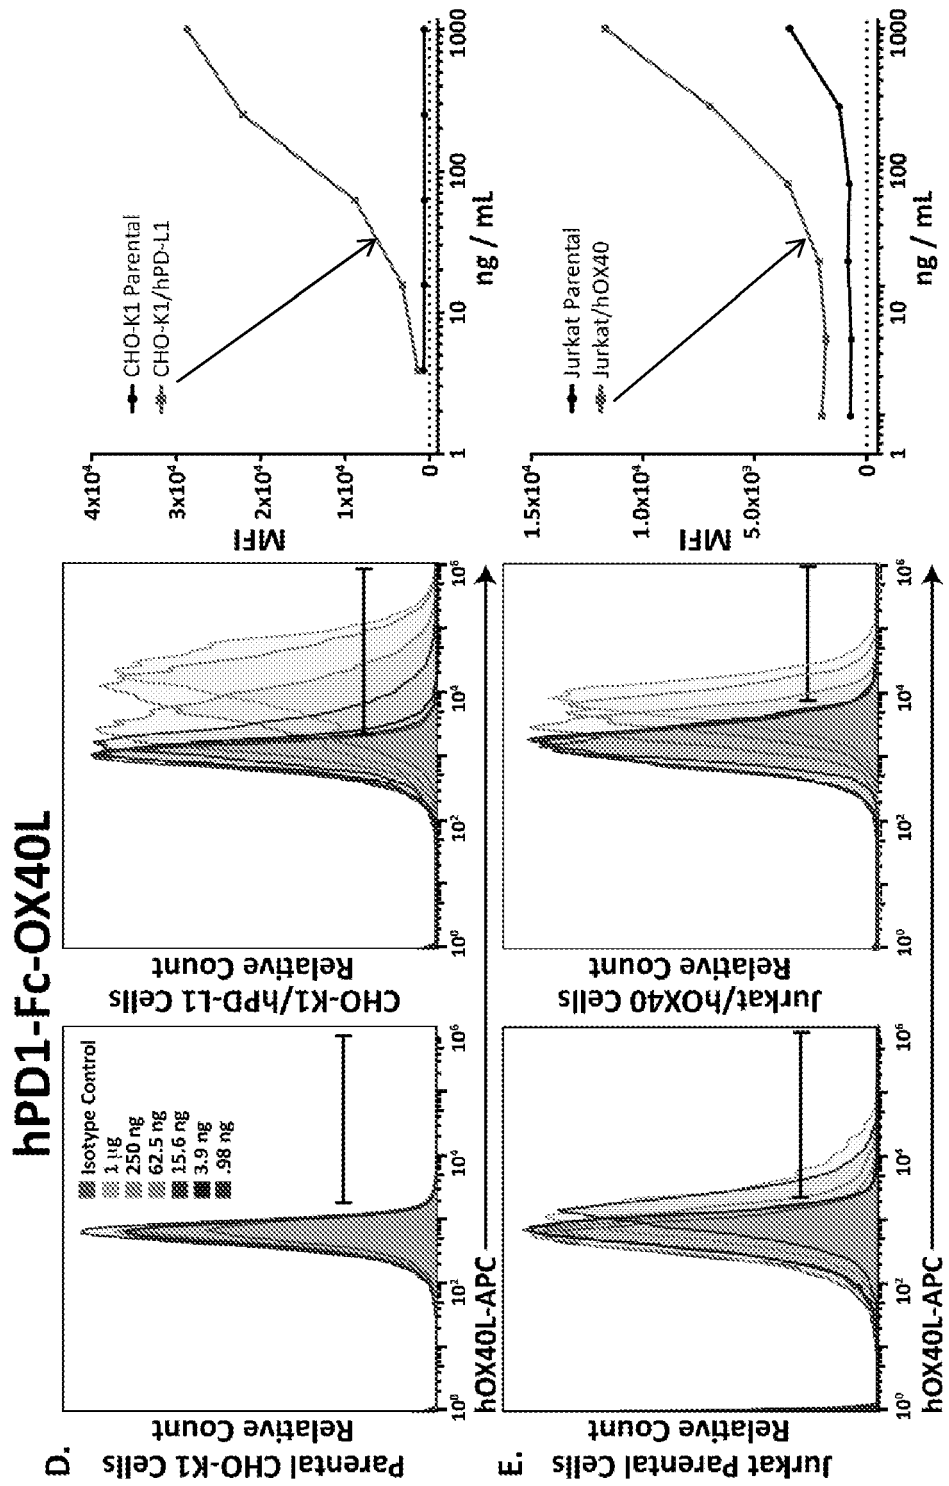 hPD1-Fc-OX40L
D.
Parental CHO-K1 Cells
Relative Count
Isotype Control
1 µg
250 ng
62.5 ng
15.6 ng
3.9 ng
.98 ng
10⁰
10²
10⁴
10⁶
CHO-K1/hPD-L1 Cells
Relative Count
10⁰
10²
10⁴
10⁶
hOX40L-APC
MFI
4x10⁴
3x10⁴
2x10⁴
1x10⁴
0
CHO-K1 Parental
CHO-K1/hPD-L1
1
10
100
1000
ng / mL
E.
Jurkat Parental Cells
Relative Count
10⁰
10²
10⁴
10⁶
Jurkat/hOX40 Cells
Relative Count
10⁰
10²
10⁴
10⁶
hOX40L-APC
MFI
1.5x10⁴
1.0x10⁴
5.0x10³
0
Jurkat Parental
Jurkat/hOX40
1
10
100
1000
ng / mL